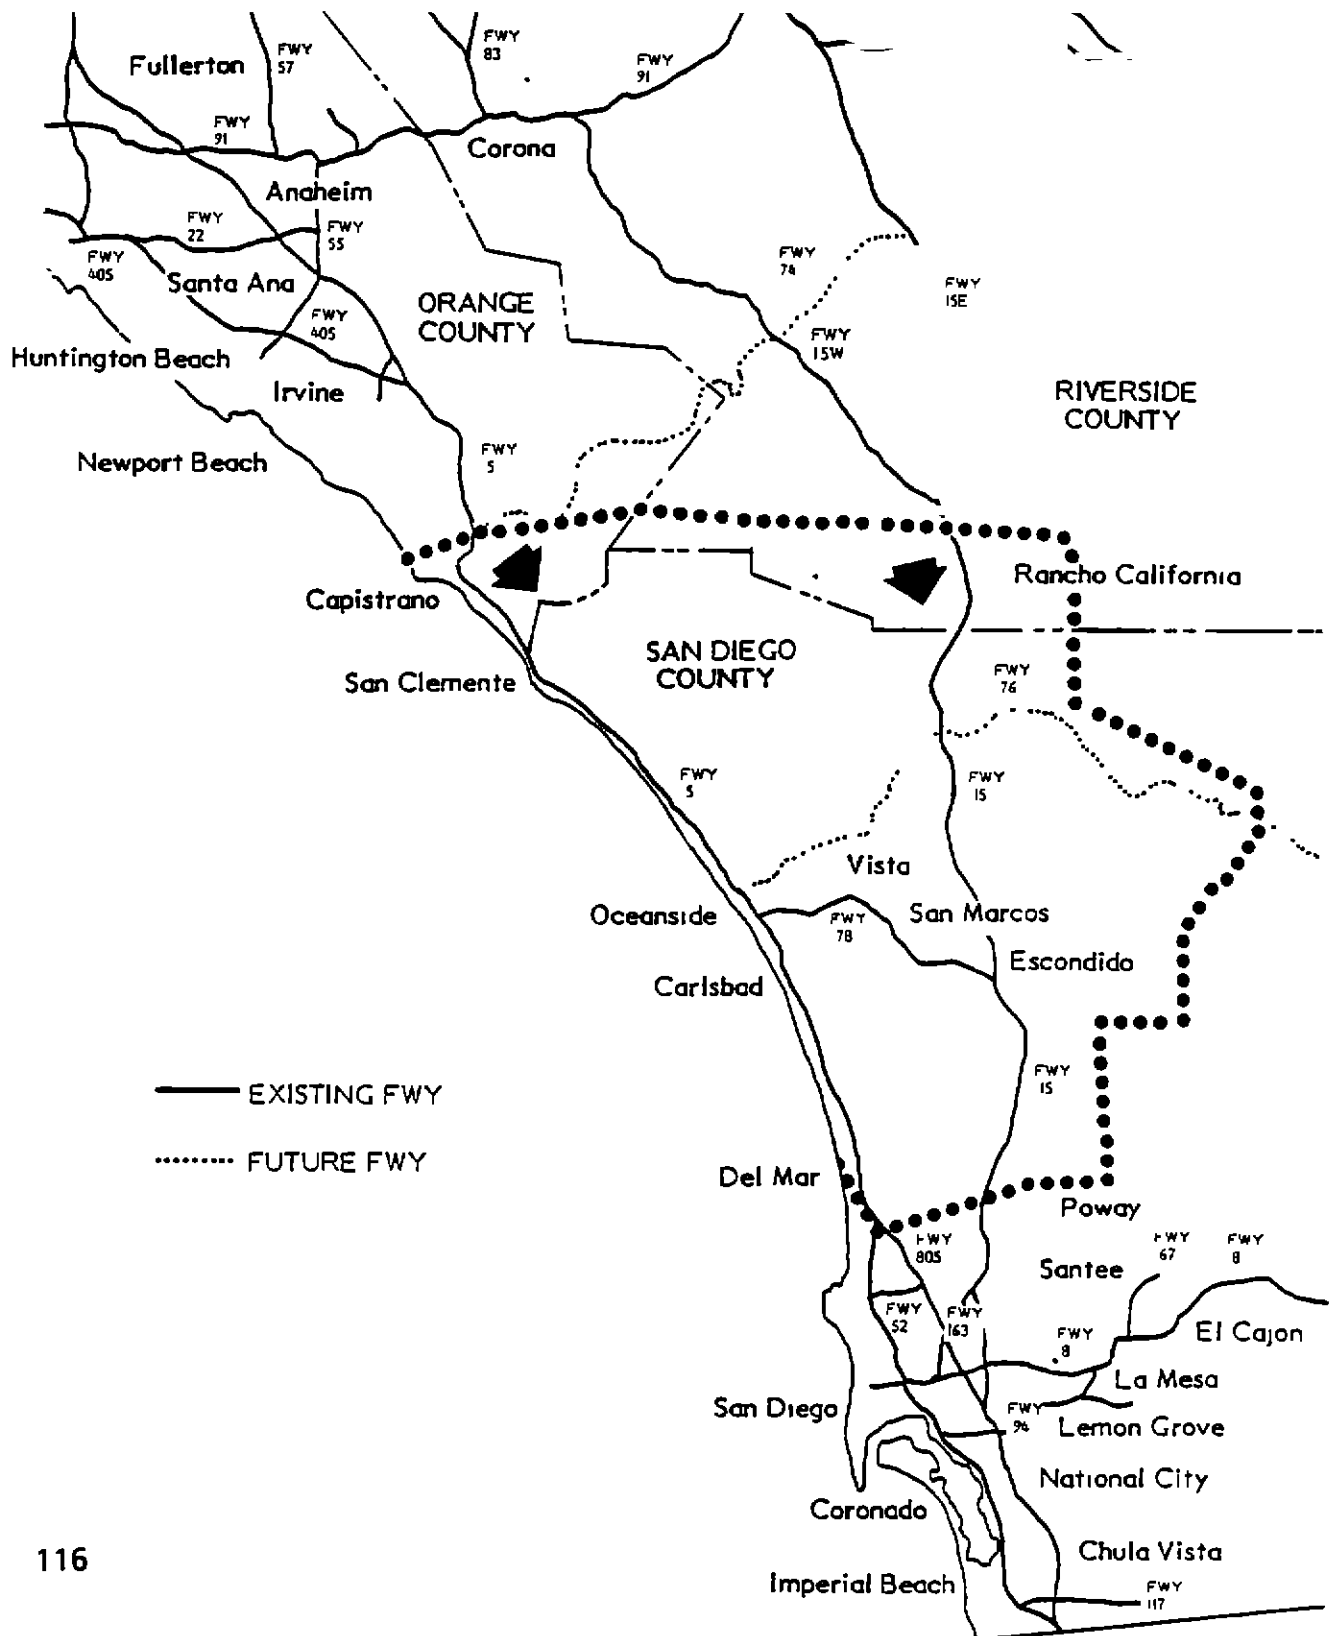 FWY
83
Fullerton
FWY
57
FWY
91
FWY
91
Corona
Anaheim
FWY
22
FWY
55
FWY
405
FWY
74
Santa Ana
FWY
15E
ORANGE
COUNTY
FWY
405
FWY
15W
Huntington Beach
Irvine
RIVERSIDE
COUNTY
FWY
5
Newport Beach
Rancho California
Capistrano
SAN DIEGO
COUNTY
San Clemente
FWY
76
FWY
5
FWY
15
Vista
Oceanside
FWY
78
San Marcos
Escondido
Carlsbad
FWY
15
EXISTING FWY
FUTURE FWY
Del Mar
Poway
FWY
805
FWY
67
FWY
8
Santee
FWY
52
FWY
163
FWY
8
El Cajon
La Mesa
San Diego
FWY
94
Lemon Grove
National City
Coronado
116
Chula Vista
Imperial Beach
FWY
117